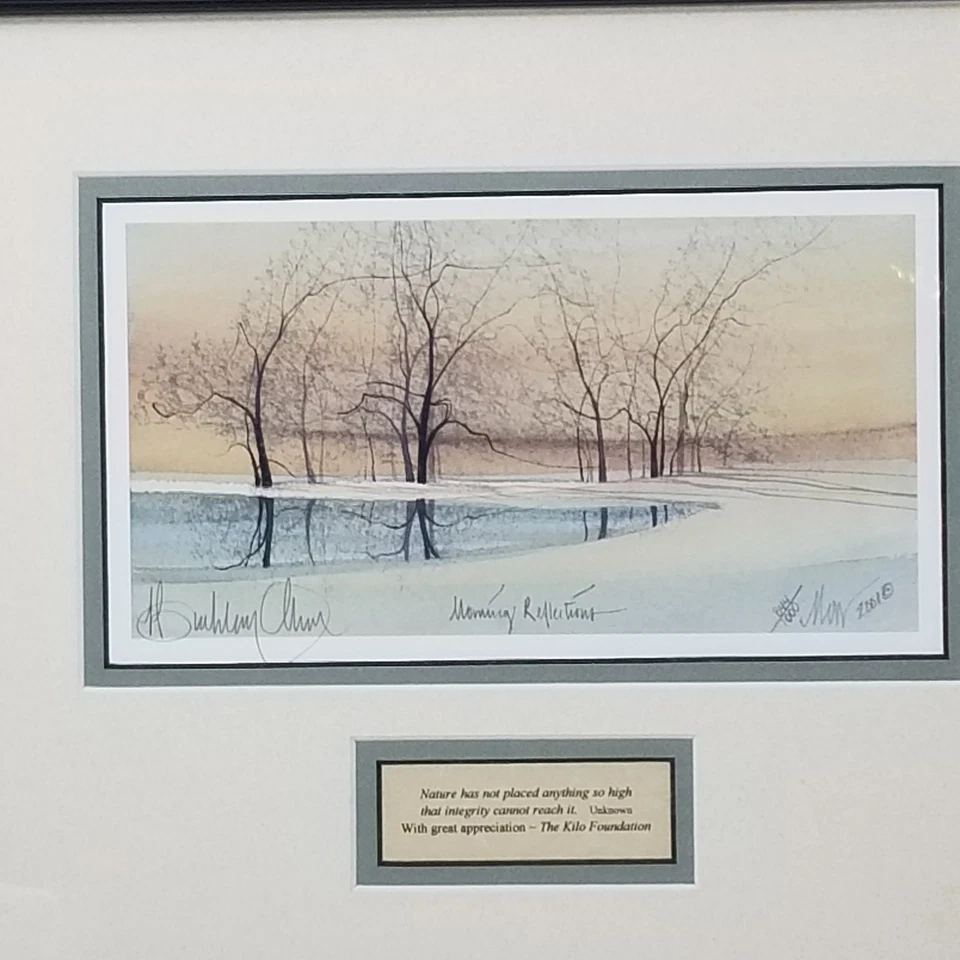 Morning Reflections
Moss 2001©
Nature has not placed anything so high
that integrity cannot reach it. Unknown
With great appreciation ~ The Kilo Foundation